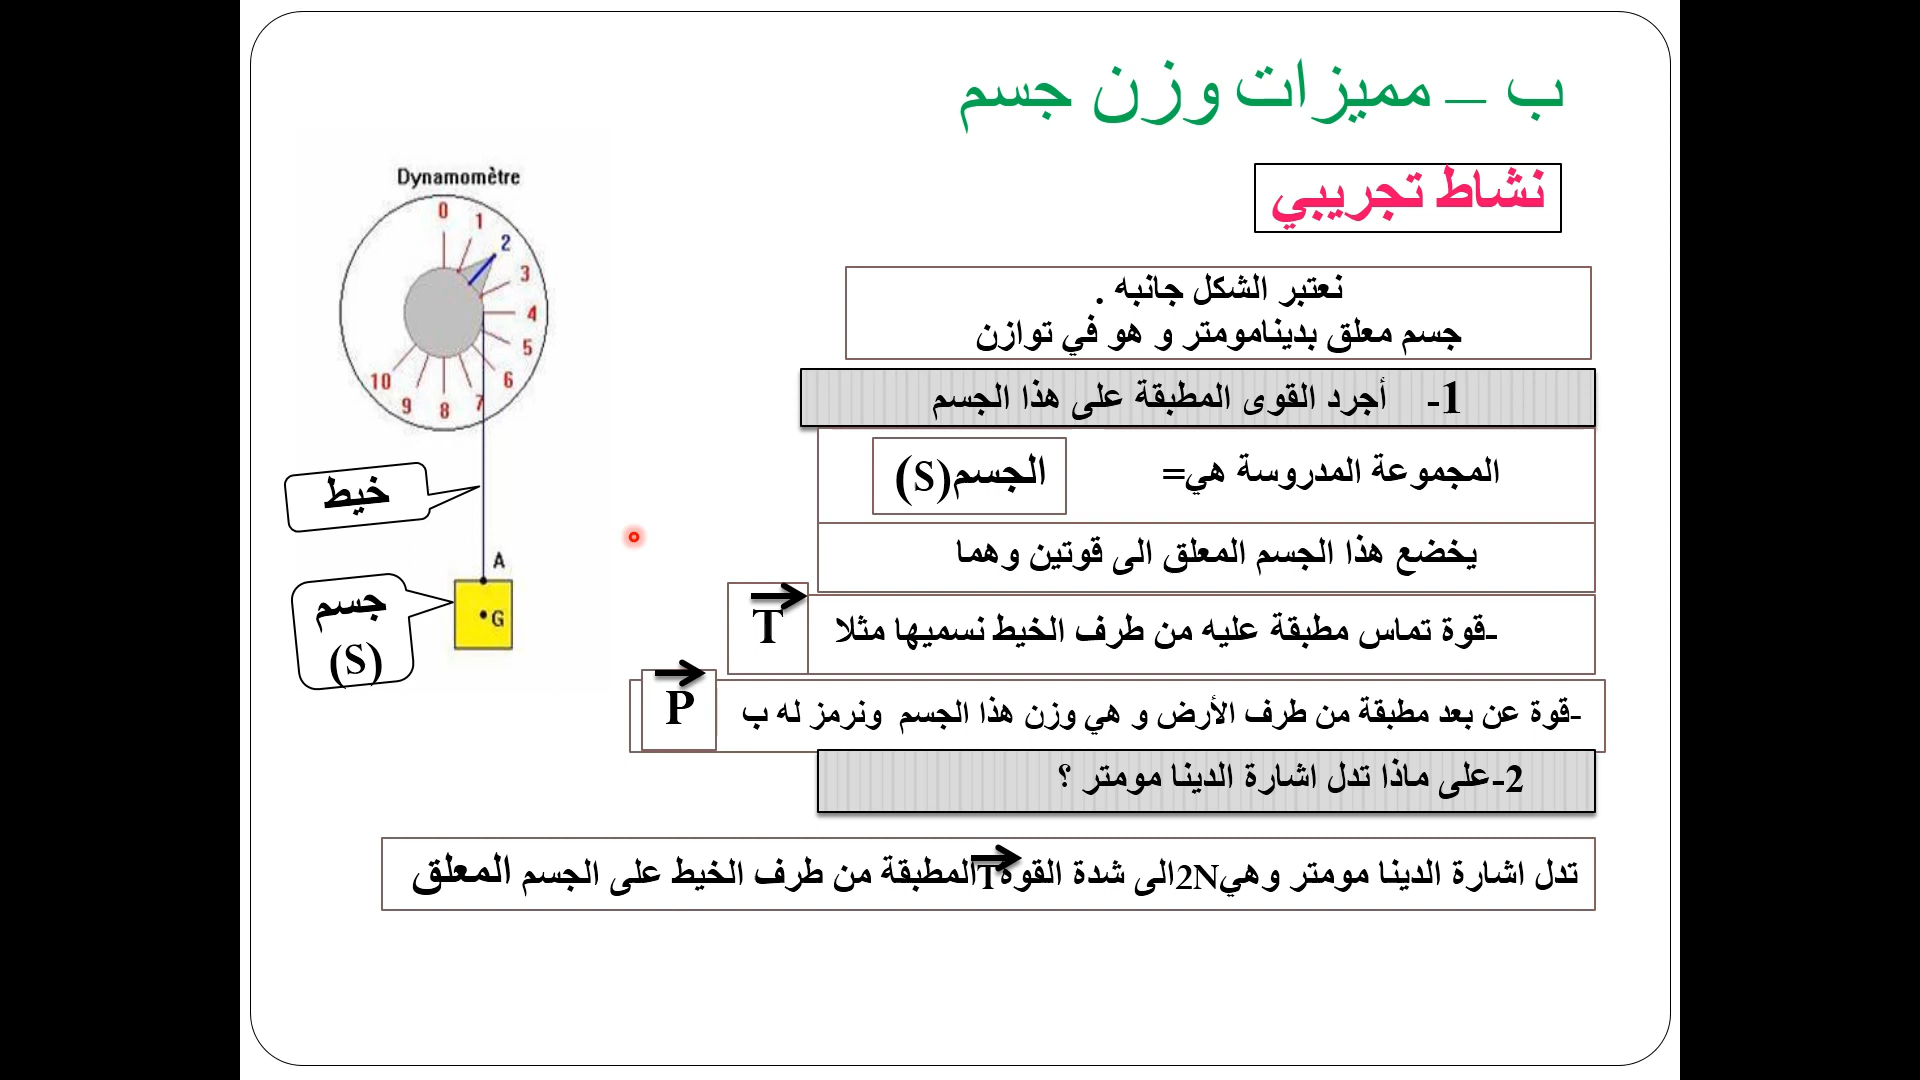 ب – مميزات وزن جسم
نشاط تجريبي
نعتبر الشكل جانبه .
جسم معلق بدينامومتر و هو في توازن
1- أجرد القوى المطبقة على هذا الجسم
المجموعة المدروسة هي=
الجسم(S)
يخضع هذا الجسم المعلق الى قوتين وهما
-قوة تماس مطبقة عليه من طرف الخيط نسميها مثلا
T
-قوة عن بعد مطبقة من طرف الأرض و هي وزن هذا الجسم ونرمز له ب
P
2-على ماذا تدل اشارة الدينا مومتر ؟
تدل اشارة الدينا مومتر وهي2Nالى شدة القوةTالمطبقة من طرف الخيط على الجسم المعلق
Dynamomètre
0
1
2
3
4
5
6
7
8
9
10
خيط
A
G
جسم
(S)